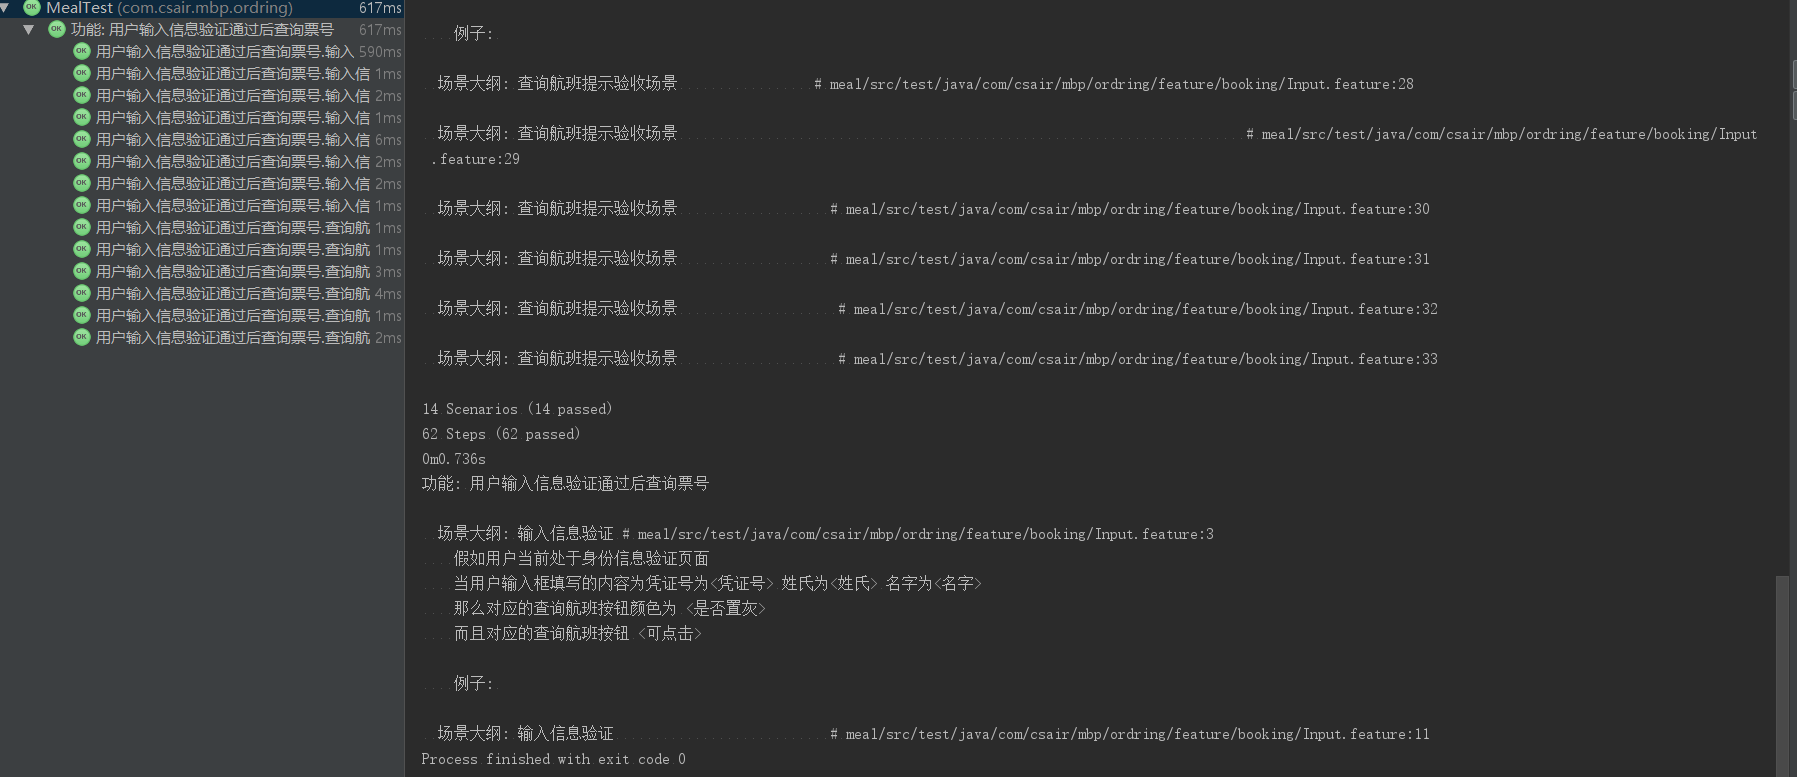 MealTest (com.csair.mbp.ordring) 617ms
功能: 用户输入信息验证通过后查询票号 617ms
用户输入信息验证通过后查询票号.输入 590ms
用户输入信息验证通过后查询票号.输入信 1ms
用户输入信息验证通过后查询票号.输入信 2ms
用户输入信息验证通过后查询票号.输入信 1ms
用户输入信息验证通过后查询票号.输入信 6ms
用户输入信息验证通过后查询票号.输入信 2ms
用户输入信息验证通过后查询票号.输入信 2ms
用户输入信息验证通过后查询票号.输入信 1ms
用户输入信息验证通过后查询票号.查询航 1ms
用户输入信息验证通过后查询票号.查询航 1ms
用户输入信息验证通过后查询票号.查询航 3ms
用户输入信息验证通过后查询票号.查询航 4ms
用户输入信息验证通过后查询票号.查询航 1ms
用户输入信息验证通过后查询票号.查询航 2ms
例子:
场景大纲: 查询航班提示验收场景 # meal/src/test/java/com/csair/mbp/ordring/feature/booking/Input.feature:28
场景大纲: 查询航班提示验收场景 # meal/src/test/java/com/csair/mbp/ordring/feature/booking/Input
.feature:29
场景大纲: 查询航班提示验收场景 # meal/src/test/java/com/csair/mbp/ordring/feature/booking/Input.feature:30
场景大纲: 查询航班提示验收场景 # meal/src/test/java/com/csair/mbp/ordring/feature/booking/Input.feature:31
场景大纲: 查询航班提示验收场景 # meal/src/test/java/com/csair/mbp/ordring/feature/booking/Input.feature:32
场景大纲: 查询航班提示验收场景 # meal/src/test/java/com/csair/mbp/ordring/feature/booking/Input.feature:33
14 Scenarios (14 passed)
62 Steps (62 passed)
0m0.736s
功能: 用户输入信息验证通过后查询票号
场景大纲: 输入信息验证 # meal/src/test/java/com/csair/mbp/ordring/feature/booking/Input.feature:3
假如用户当前处于身份信息验证页面
当用户输入框填写的内容为凭证号为<凭证号> 姓氏为<姓氏> 名字为<名字>
那么对应的查询航班按钮颜色为 <是否置灰>
而且对应的查询航班按钮 <可点击>
例子:
场景大纲: 输入信息验证 # meal/src/test/java/com/csair/mbp/ordring/feature/booking/Input.feature:11
Process finished with exit code 0